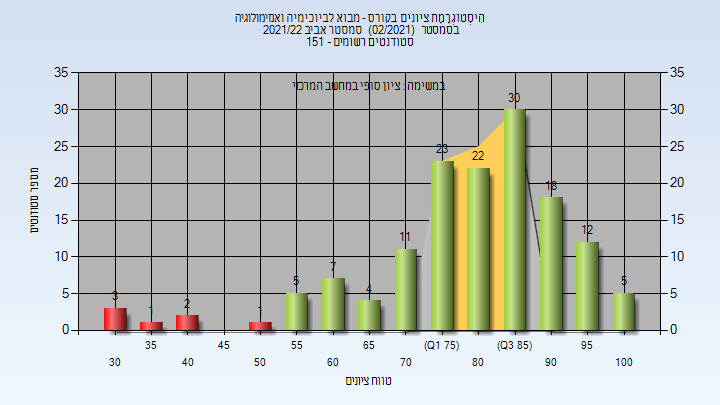 היסטוגרמת ציונים בקורס - מבוא לביוכימיה ואנזימולוגיה
בסמסטר (02/2021) סמסטר אביב 2021/22
סטודנטים רשומים - 151
במשימה : ציון סופי במחשב המרכזי
35 35
30 30
25 25
20 20
15 15
10 10
5 5
0 0
3 1 2 1 5 7 4 11 23 22 30 18 12 5
מספר סטודנטים
35 45 55 65 (Q1 75) (Q3 85) 95
30 40 50 60 70 80 90 100
טווח ציונים